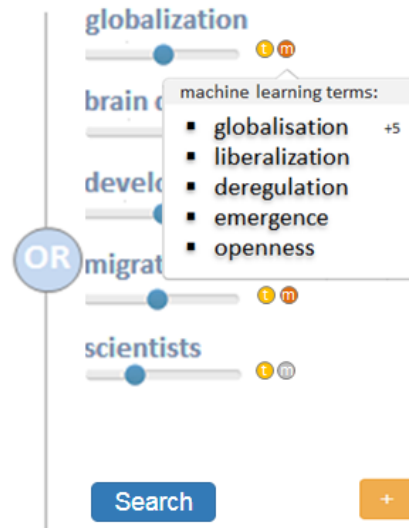 globalization
t m
machine learning terms:
brain
globalisation +5
liberalization
develo
deregulation
emergence
OR
openness
migrat
t m
scientists
t m
Search
+